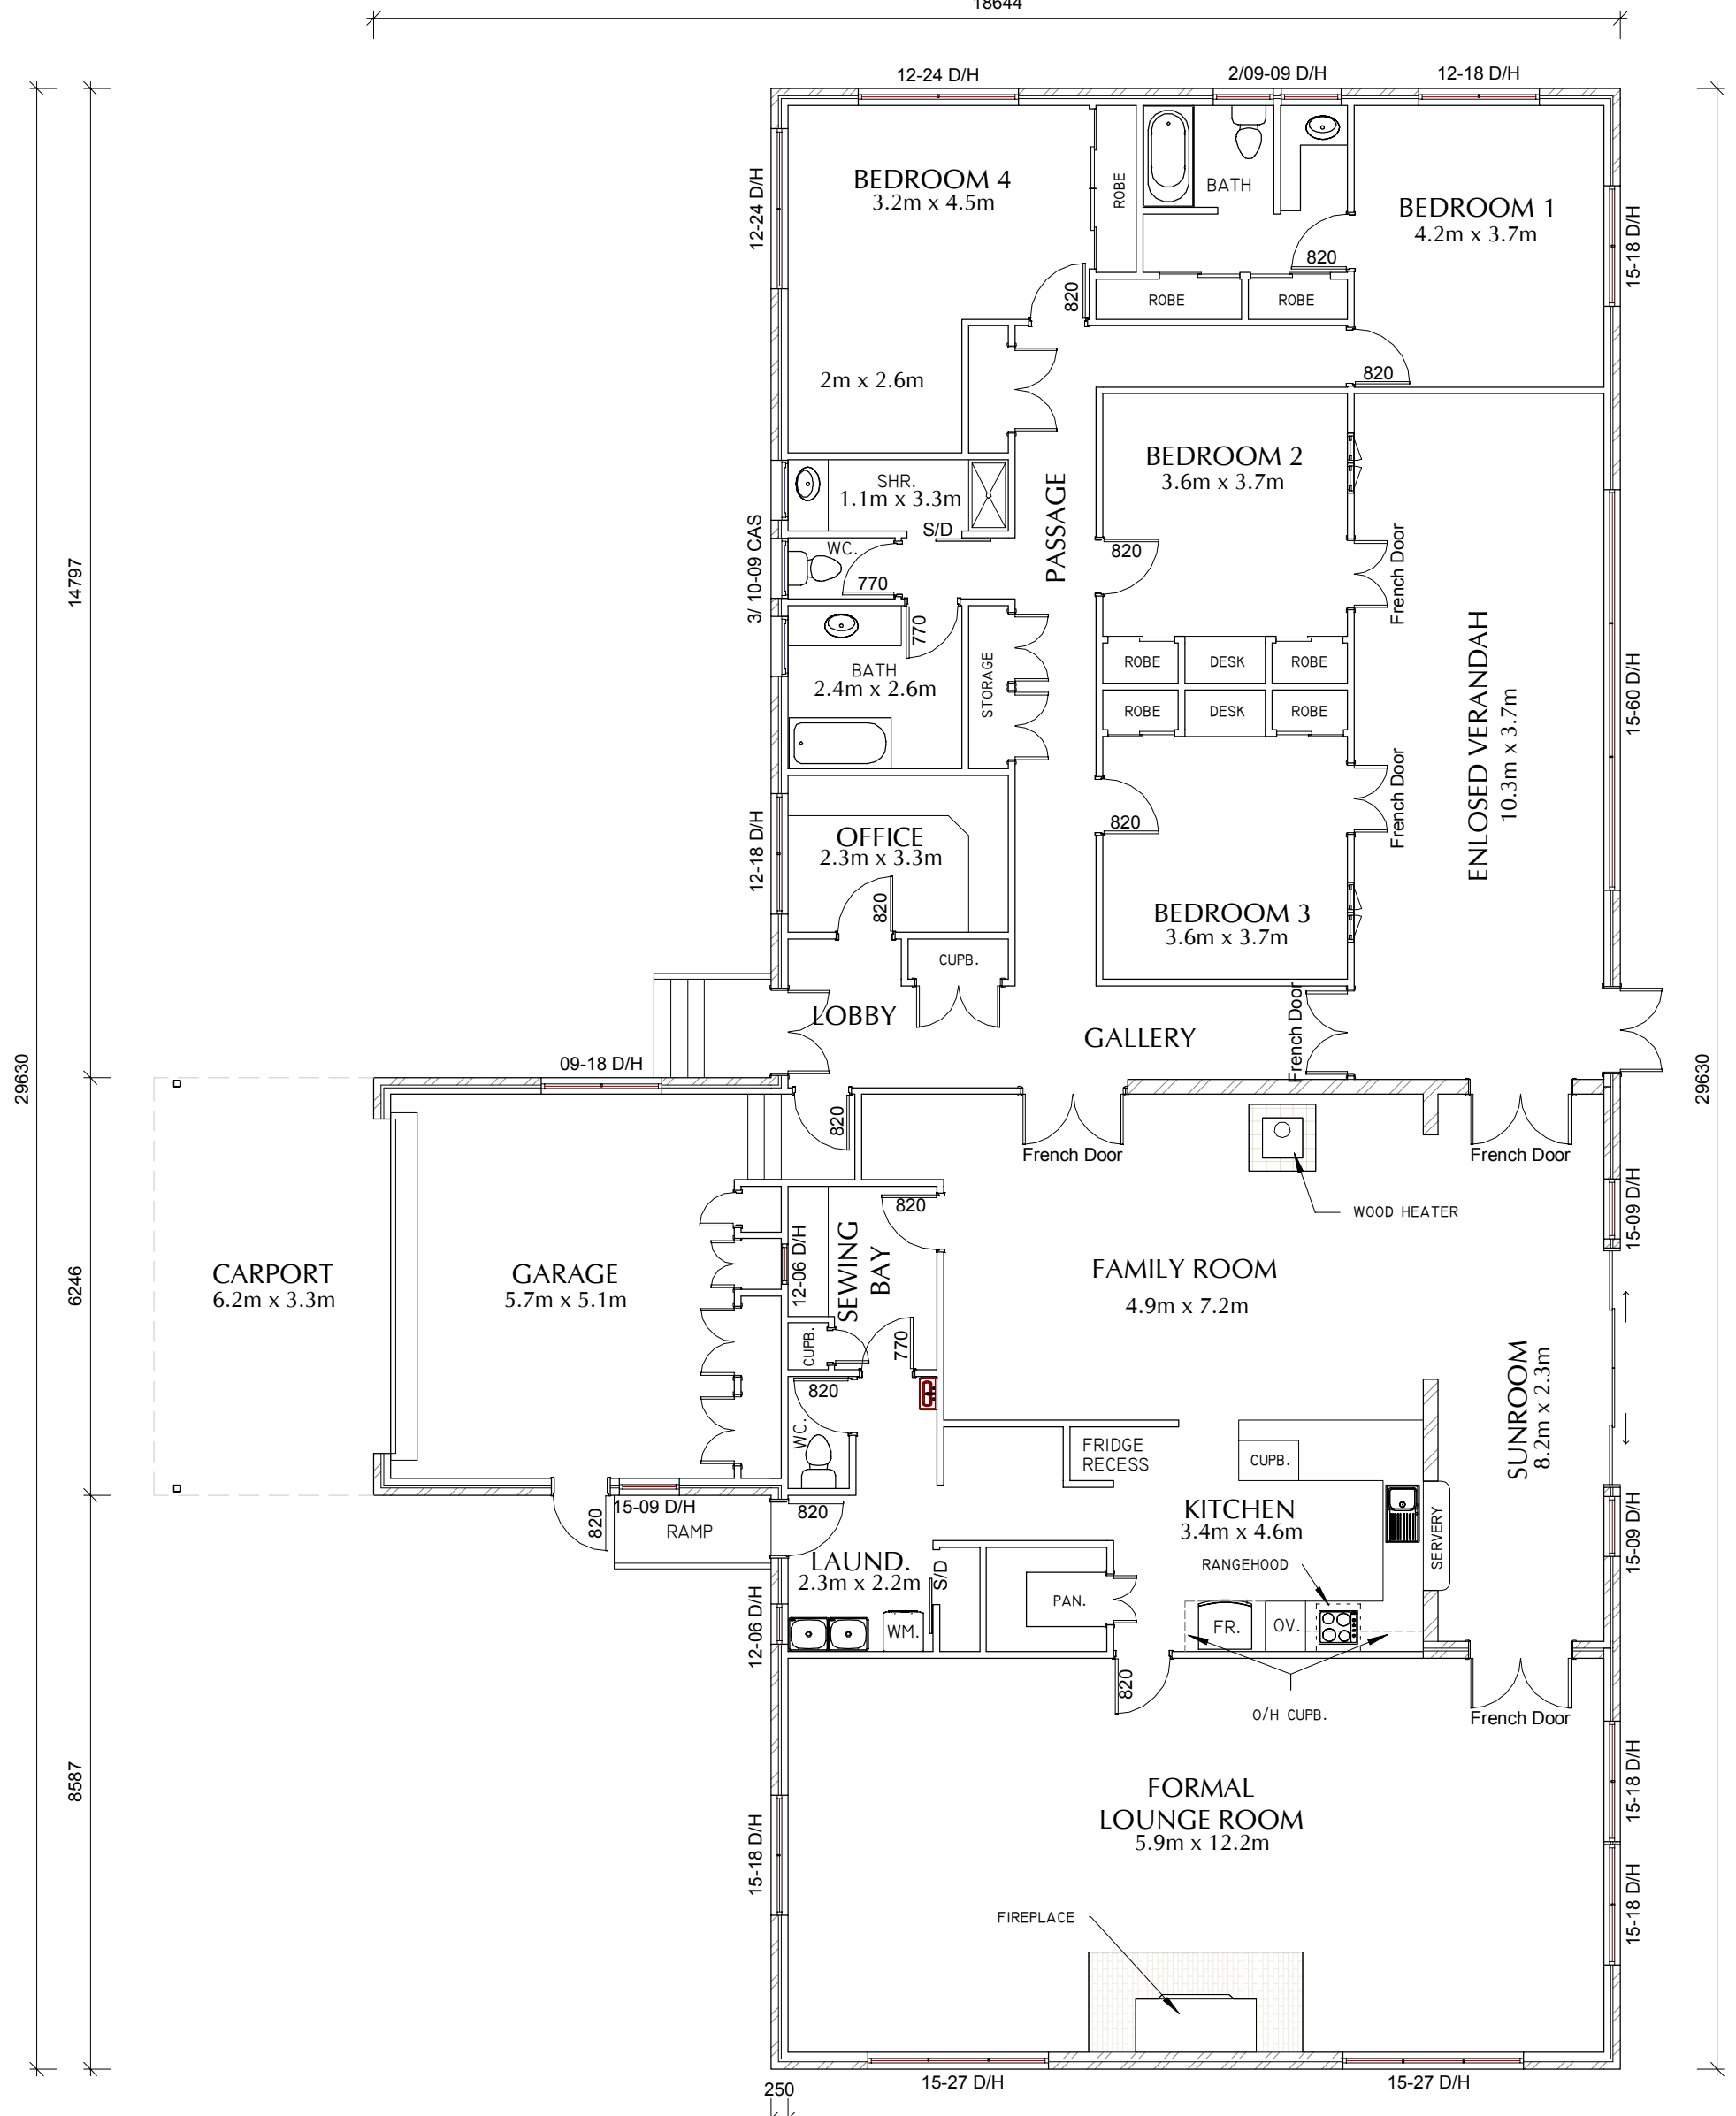 18644
12-24 D/H
2/09-09 D/H
12-18 D/H
12-24 D/H
BEDROOM 4
3.2m x 4.5m
ROBE
BATH
BEDROOM 1
4.2m x 3.7m
15-18 D/H
820
820
ROBE
ROBE
820
2m x 2.6m
BEDROOM 2
3.6m x 3.7m
SHR.
1.1m x 3.3m
S/D
PASSAGE
3/ 10-09 CAS
WC.
770
820
French Door
14797
770
BATH
2.4m x 2.6m
STORAGE
ROBE
DESK
ROBE
ROBE
DESK
ROBE
ENLOSED VERANDAH
10.3m x 3.7m
15-60 D/H
French Door
12-18 D/H
OFFICE
2.3m x 3.3m
820
820
BEDROOM 3
3.6m x 3.7m
CUPB.
LOBBY
GALLERY
French Door
29630
29630
09-18 D/H
820
French Door
French Door
WOOD HEATER
15-09 D/H
820
SEWING
BAY
12-06 D/H
CARPORT
6.2m x 3.3m
GARAGE
5.7m x 5.1m
FAMILY ROOM
4.9m x 7.2m
6246
CUPB.
770
820
WC.
SUNROOM
8.2m x 2.3m
FRIDGE
RECESS
CUPB.
KITCHEN
3.4m x 4.6m
RANGEHOOD
SERVERY
15-09 D/H
15-09 D/H
820
RAMP
820
LAUND.
2.3m x 2.2m
S/D
12-06 D/H
WM.
PAN.
FR.
OV.
820
O/H CUPB.
French Door
8587
FORMAL
LOUNGE ROOM
5.9m x 12.2m
15-18 D/H
15-18 D/H
15-18 D/H
FIREPLACE
15-27 D/H
15-27 D/H
250